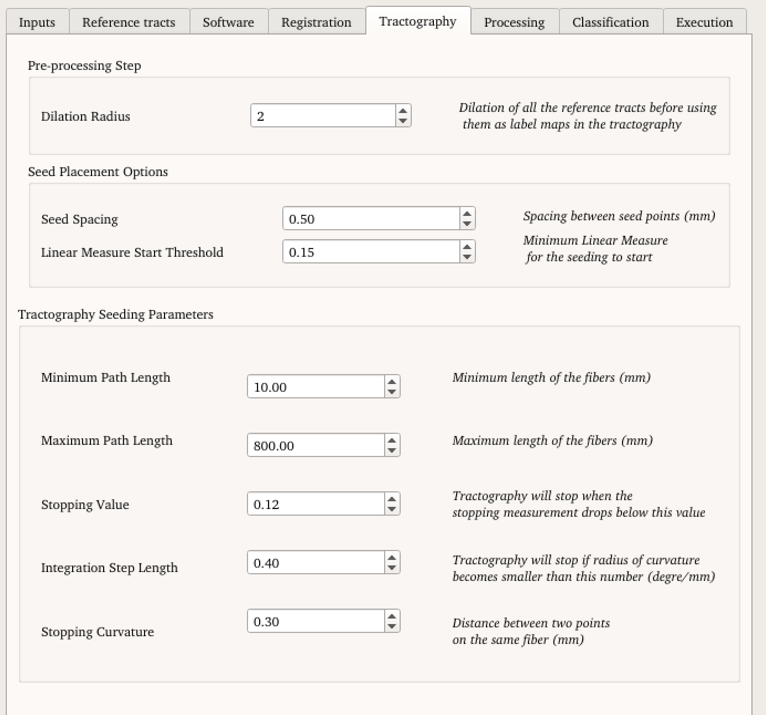 Inputs Reference tracts Software Registration Tractography Processing Classification Execution
Pre-processing Step
Dilation Radius 2 Dilation of all the reference tracts before using
them as label maps in the tractography
Seed Placement Options
Seed Spacing 0.50 Spacing between seed points (mm)
Linear Measure Start Threshold 0.15 Minimum Linear Measure
for the seeding to start
Tractography Seeding Parameters
Minimum Path Length 10.00 Minimum length of the fibers (mm)
Maximum Path Length 800.00 Maximum length of the fibers (mm)
Stopping Value 0.12 Tractography will stop when the
stopping measurement drops below this value
Integration Step Length 0.40 Tractography will stop if radius of curvature
becomes smaller than this number (degre/mm)
Stopping Curvature 0.30 Distance between two points
on the same fiber (mm)